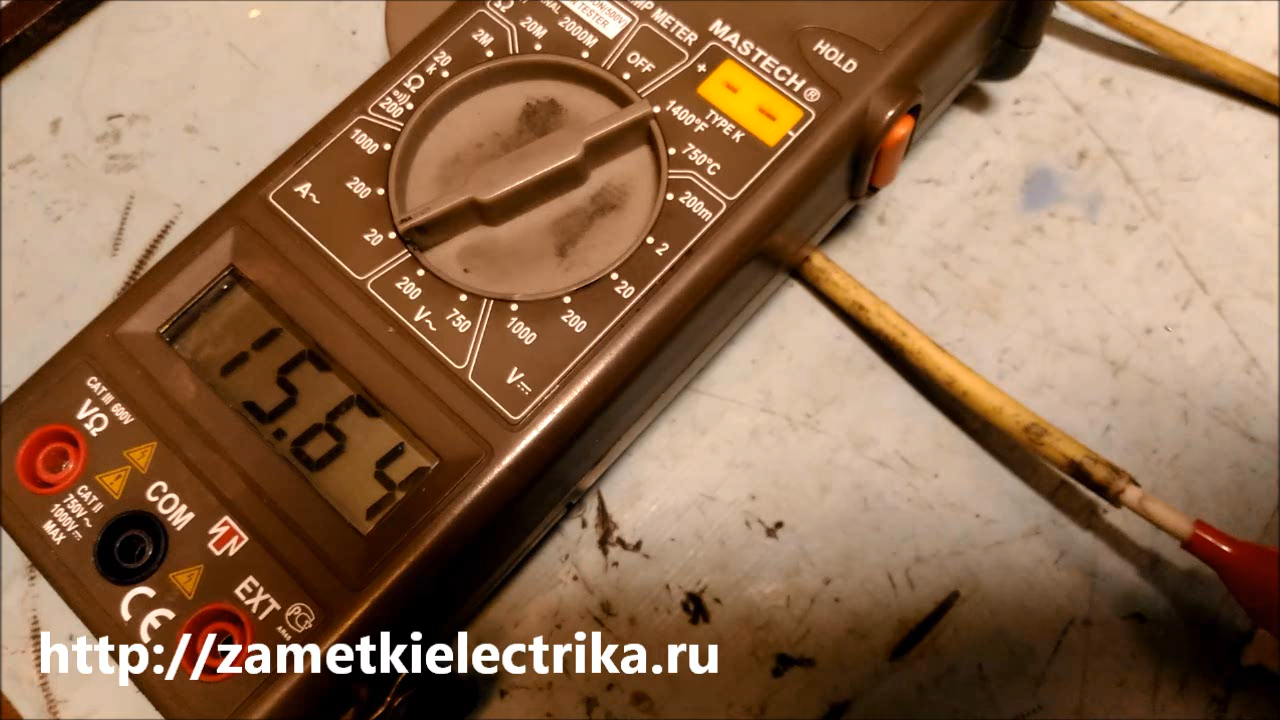 MP METER
MASTECH®
HOLD
OFF
TESTER
2000M
20M
2M
20
k
Ω
200
1000
200
20
A~
200
750
V~
1000
200
20
2
200m
V⎓
+
-
TYPE K
1400°F
750°C
15.64
CAT III 600V
VΩ
CAT II
750V~
1000V⎓
MAX
COM
EXT
CE
http://zametkielectrika.ru